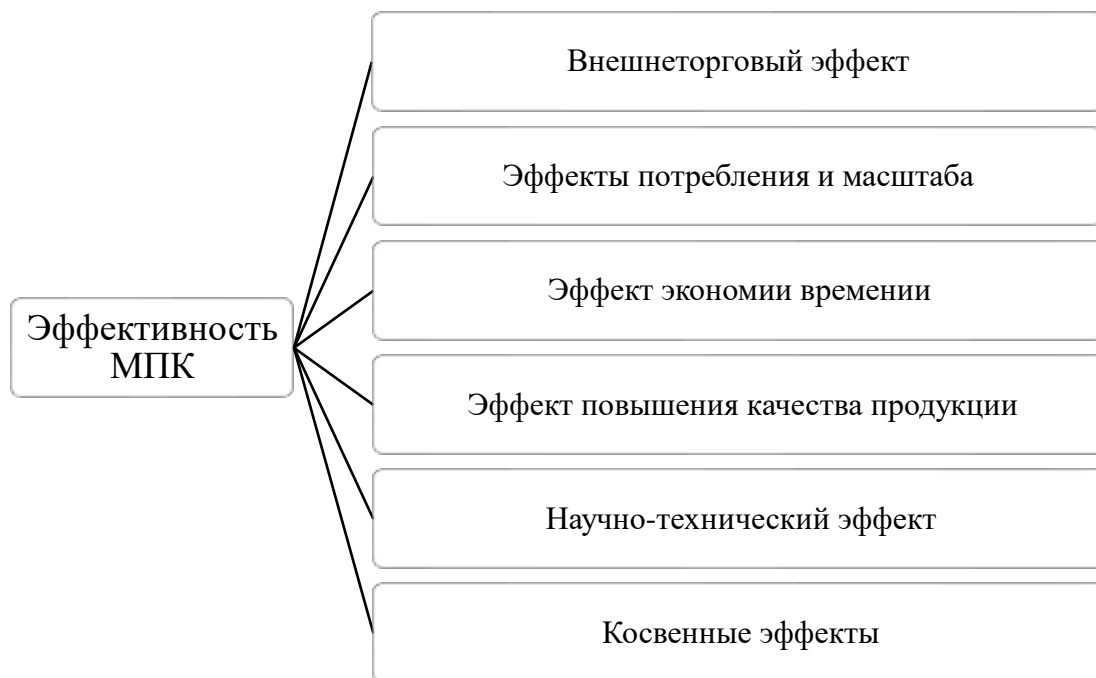 Внешнеторговый эффект
Эффекты потребления и масштаба
Эффект экономии времении
Эффективность
МПК
Эффект повышения качества продукции
Научно-технический эффект
Косвенные эффекты